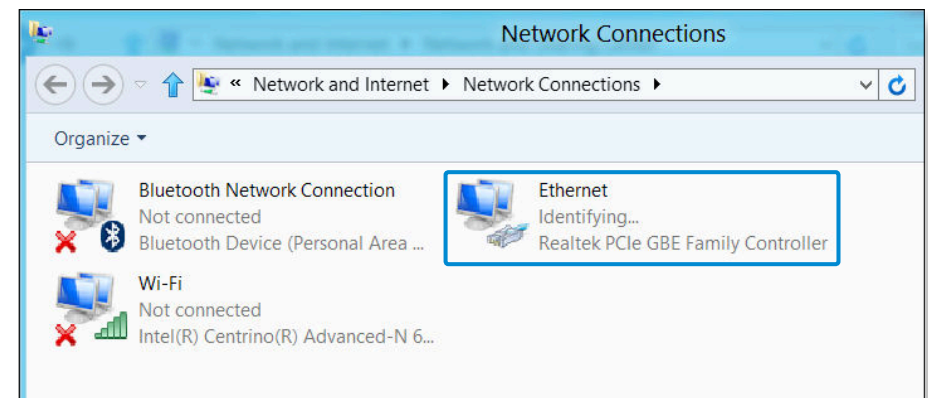 Network Connections
« Network and Internet Network Connections
Organize
Bluetooth Network Connection
Not connected
Bluetooth Device (Personal Area ...
Ethernet
Identifying...
Realtek PCIe GBE Family Controller
Wi-Fi
Not connected
Intel(R) Centrino(R) Advanced-N 6...